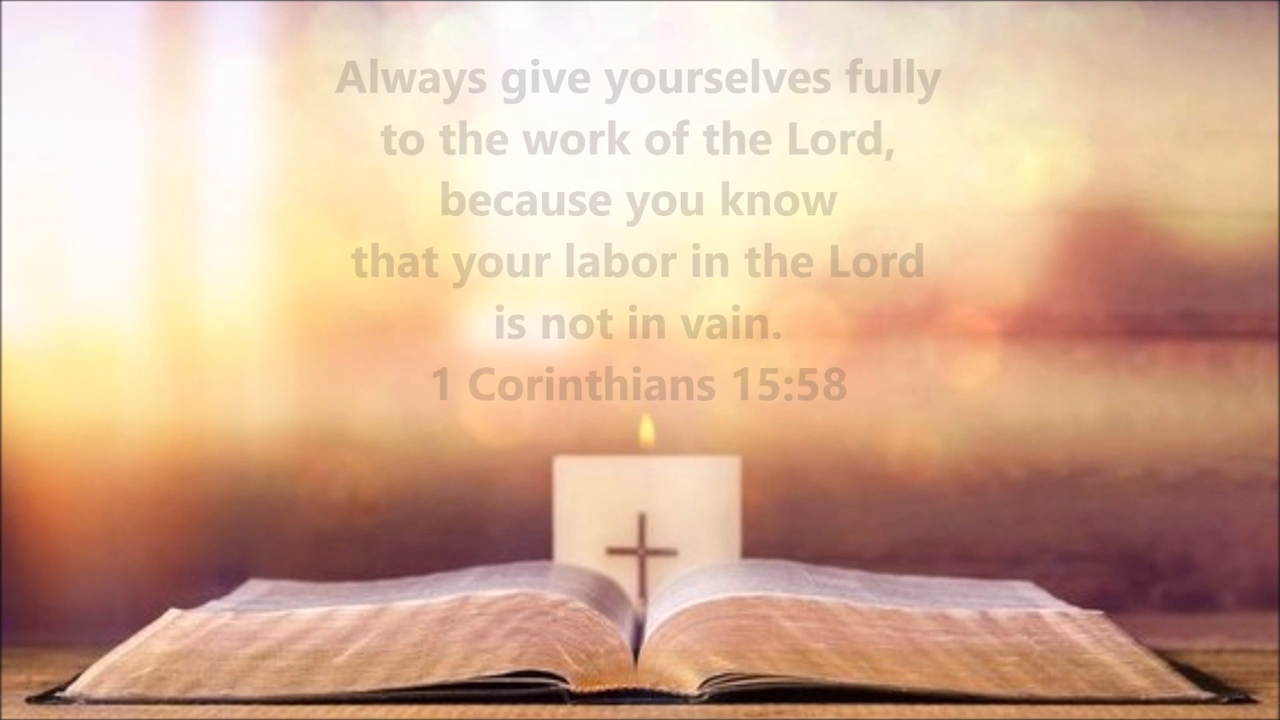 Always give yourselves fully
to the work of the Lord,
because you know
that your labor in the Lord
is not in vain.
1 Corinthians 15:58